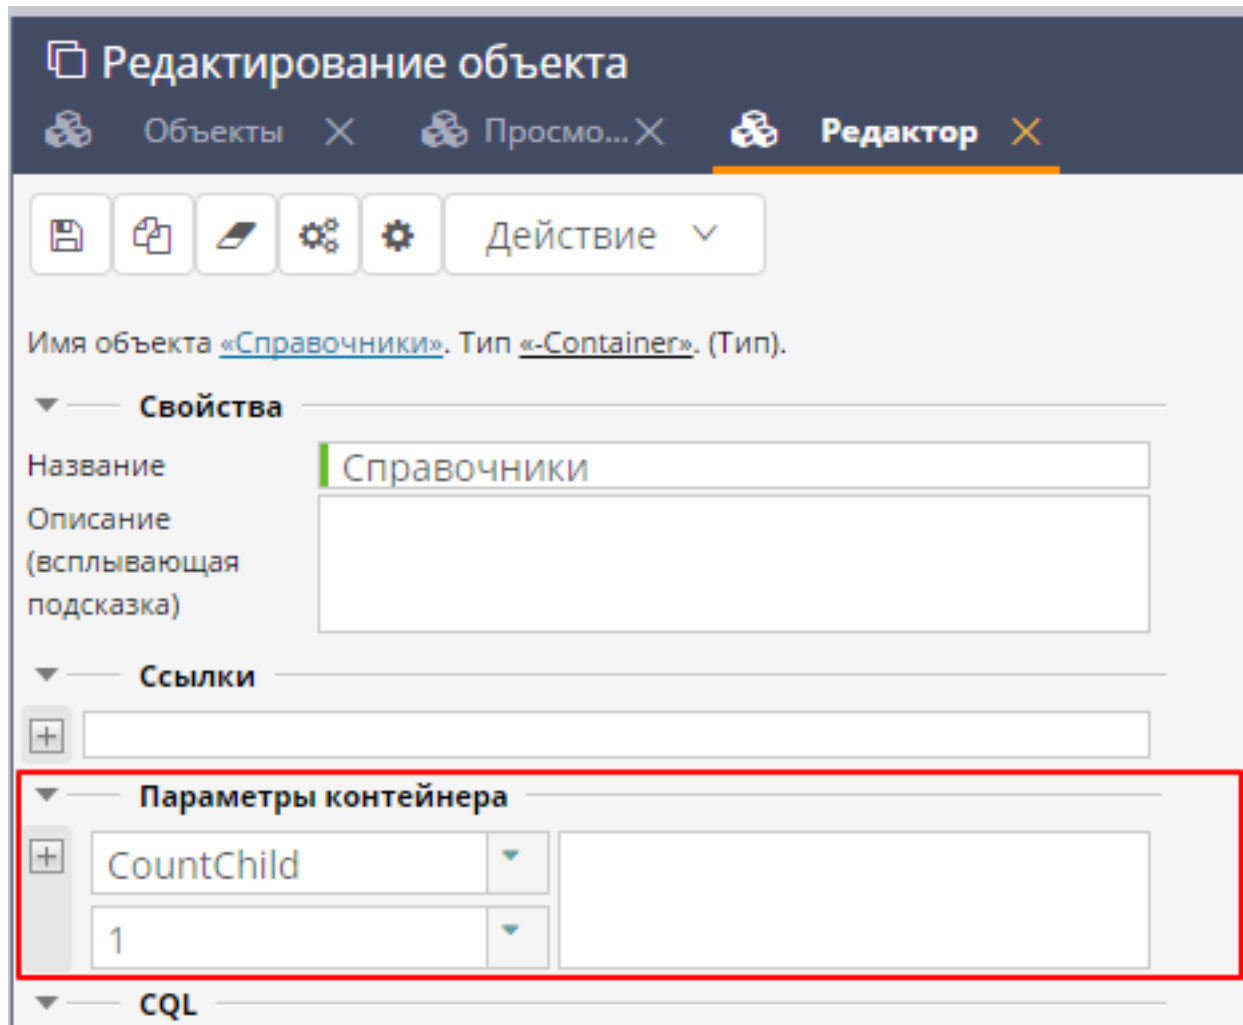 Редактирование объекта
Объекты Просмо... Редактор
Действие
Имя объекта «Справочники». Тип «-Container». (Тип).
Свойства
Название Справочники
Описание
(всплывающая
подсказка)
Ссылки
Параметры контейнера
CountChild
1
CQL